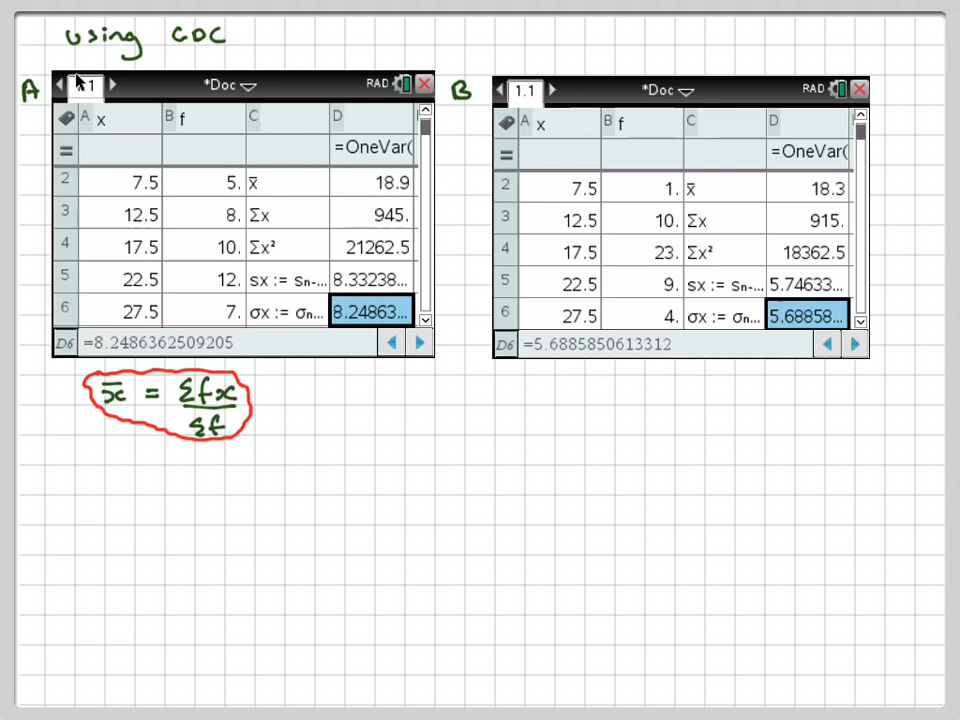 using GDC
A
1 *Doc RAD
A x B f C D
= =OneVar(
2 7.5 5. x̄ 18.9
3 12.5 8. Σx 945.
4 17.5 10. Σx² 21262.5
5 22.5 12. sx := sn-... 8.33238...
6 27.5 7. σx := σn... 8.24863...
D6 =8.2486362509205
B
1.1 *Doc RAD
A x B f C D
= =OneVar(
2 7.5 1. x̄ 18.3
3 12.5 10. Σx 915.
4 17.5 23. Σx² 18362.5
5 22.5 9. sx := sn-... 5.74633...
6 27.5 4. σx := σn... 5.68858...
D6 =5.6885850613312
x̄ = Σfx
Σf